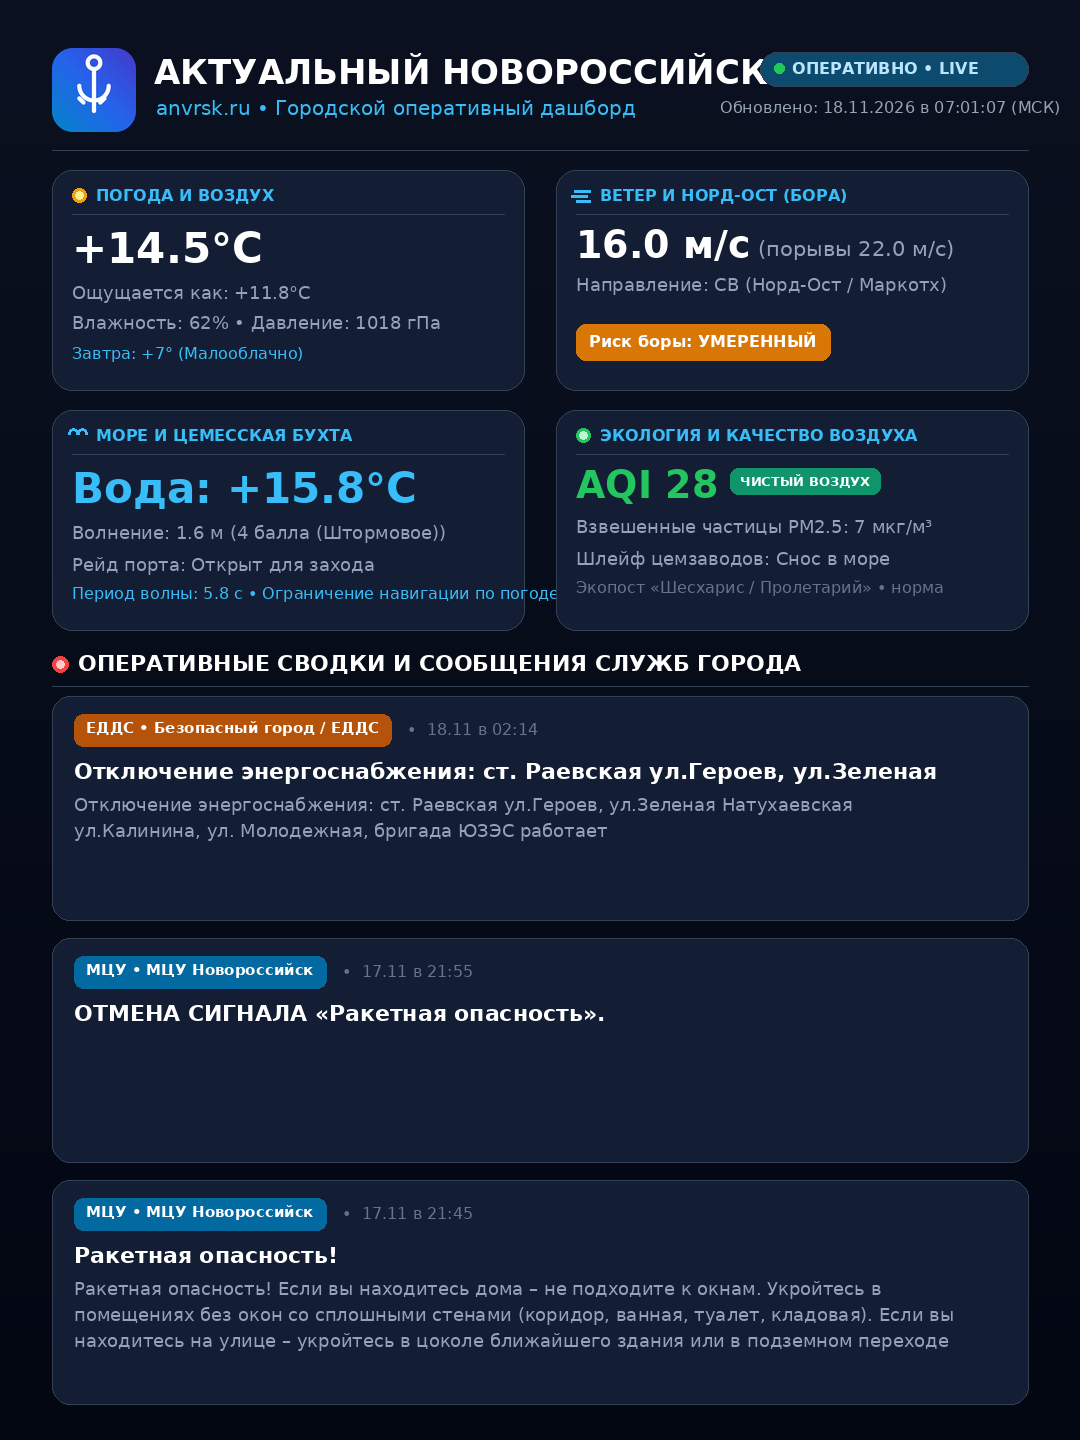 АКТУАЛЬНЫЙ НОВОРОССИЙСК
ОПЕРАТИВНО • LIVE
anvrsk.ru • Городской оперативный дашборд
Обновлено: 18.11.2026 в 07:01:07 (МСК)
ПОГОДА И ВОЗДУХ
+14.5°C
Ощущается как: +11.8°C
Влажность: 62% • Давление: 1018 гПа
Завтра: +7° (Малооблачно)
ВЕТЕР И НОРД-ОСТ (БОРА)
16.0 м/с (порывы 22.0 м/с)
Направление: СВ (Норд-Ост / Маркотх)
Риск боры: УМЕРЕННЫЙ
МОРЕ И ЦЕМЕССКАЯ БУХТА
Вода: +15.8°C
Волнение: 1.6 м (4 балла (Штормовое))
Рейд порта: Открыт для захода
Период волны: 5.8 с • Ограничение навигации по погоде
ЭКОЛОГИЯ И КАЧЕСТВО ВОЗДУХА
AQI 28 ЧИСТЫЙ ВОЗДУХ
Взвешенные частицы PM2.5: 7 мкг/м³
Шлейф цемзаводов: Снос в море
Экопост «Шесхарис / Пролетарий» • норма
ОПЕРАТИВНЫЕ СВОДКИ И СООБЩЕНИЯ СЛУЖБ ГОРОДА
ЕДДС • Безопасный город / ЕДДС • 18.11 в 02:14
Отключение энергоснабжения: ст. Раевская ул.Героев, ул.Зеленая
Отключение энергоснабжения: ст. Раевская ул.Героев, ул.Зеленая Натухаевская
ул.Калинина, ул. Молодежная, бригада ЮЗЭС работает
МЦУ • МЦУ Новороссийск • 17.11 в 21:55
ОТМЕНА СИГНАЛА «Ракетная опасность».
МЦУ • МЦУ Новороссийск • 17.11 в 21:45
Ракетная опасность!
Ракетная опасность! Если вы находитесь дома – не подходите к окнам. Укройтесь в
помещениях без окон со сплошными стенами (коридор, ванная, туалет, кладовая). Если вы
находитесь на улице – укройтесь в цоколе ближайшего здания или в подземном переходе